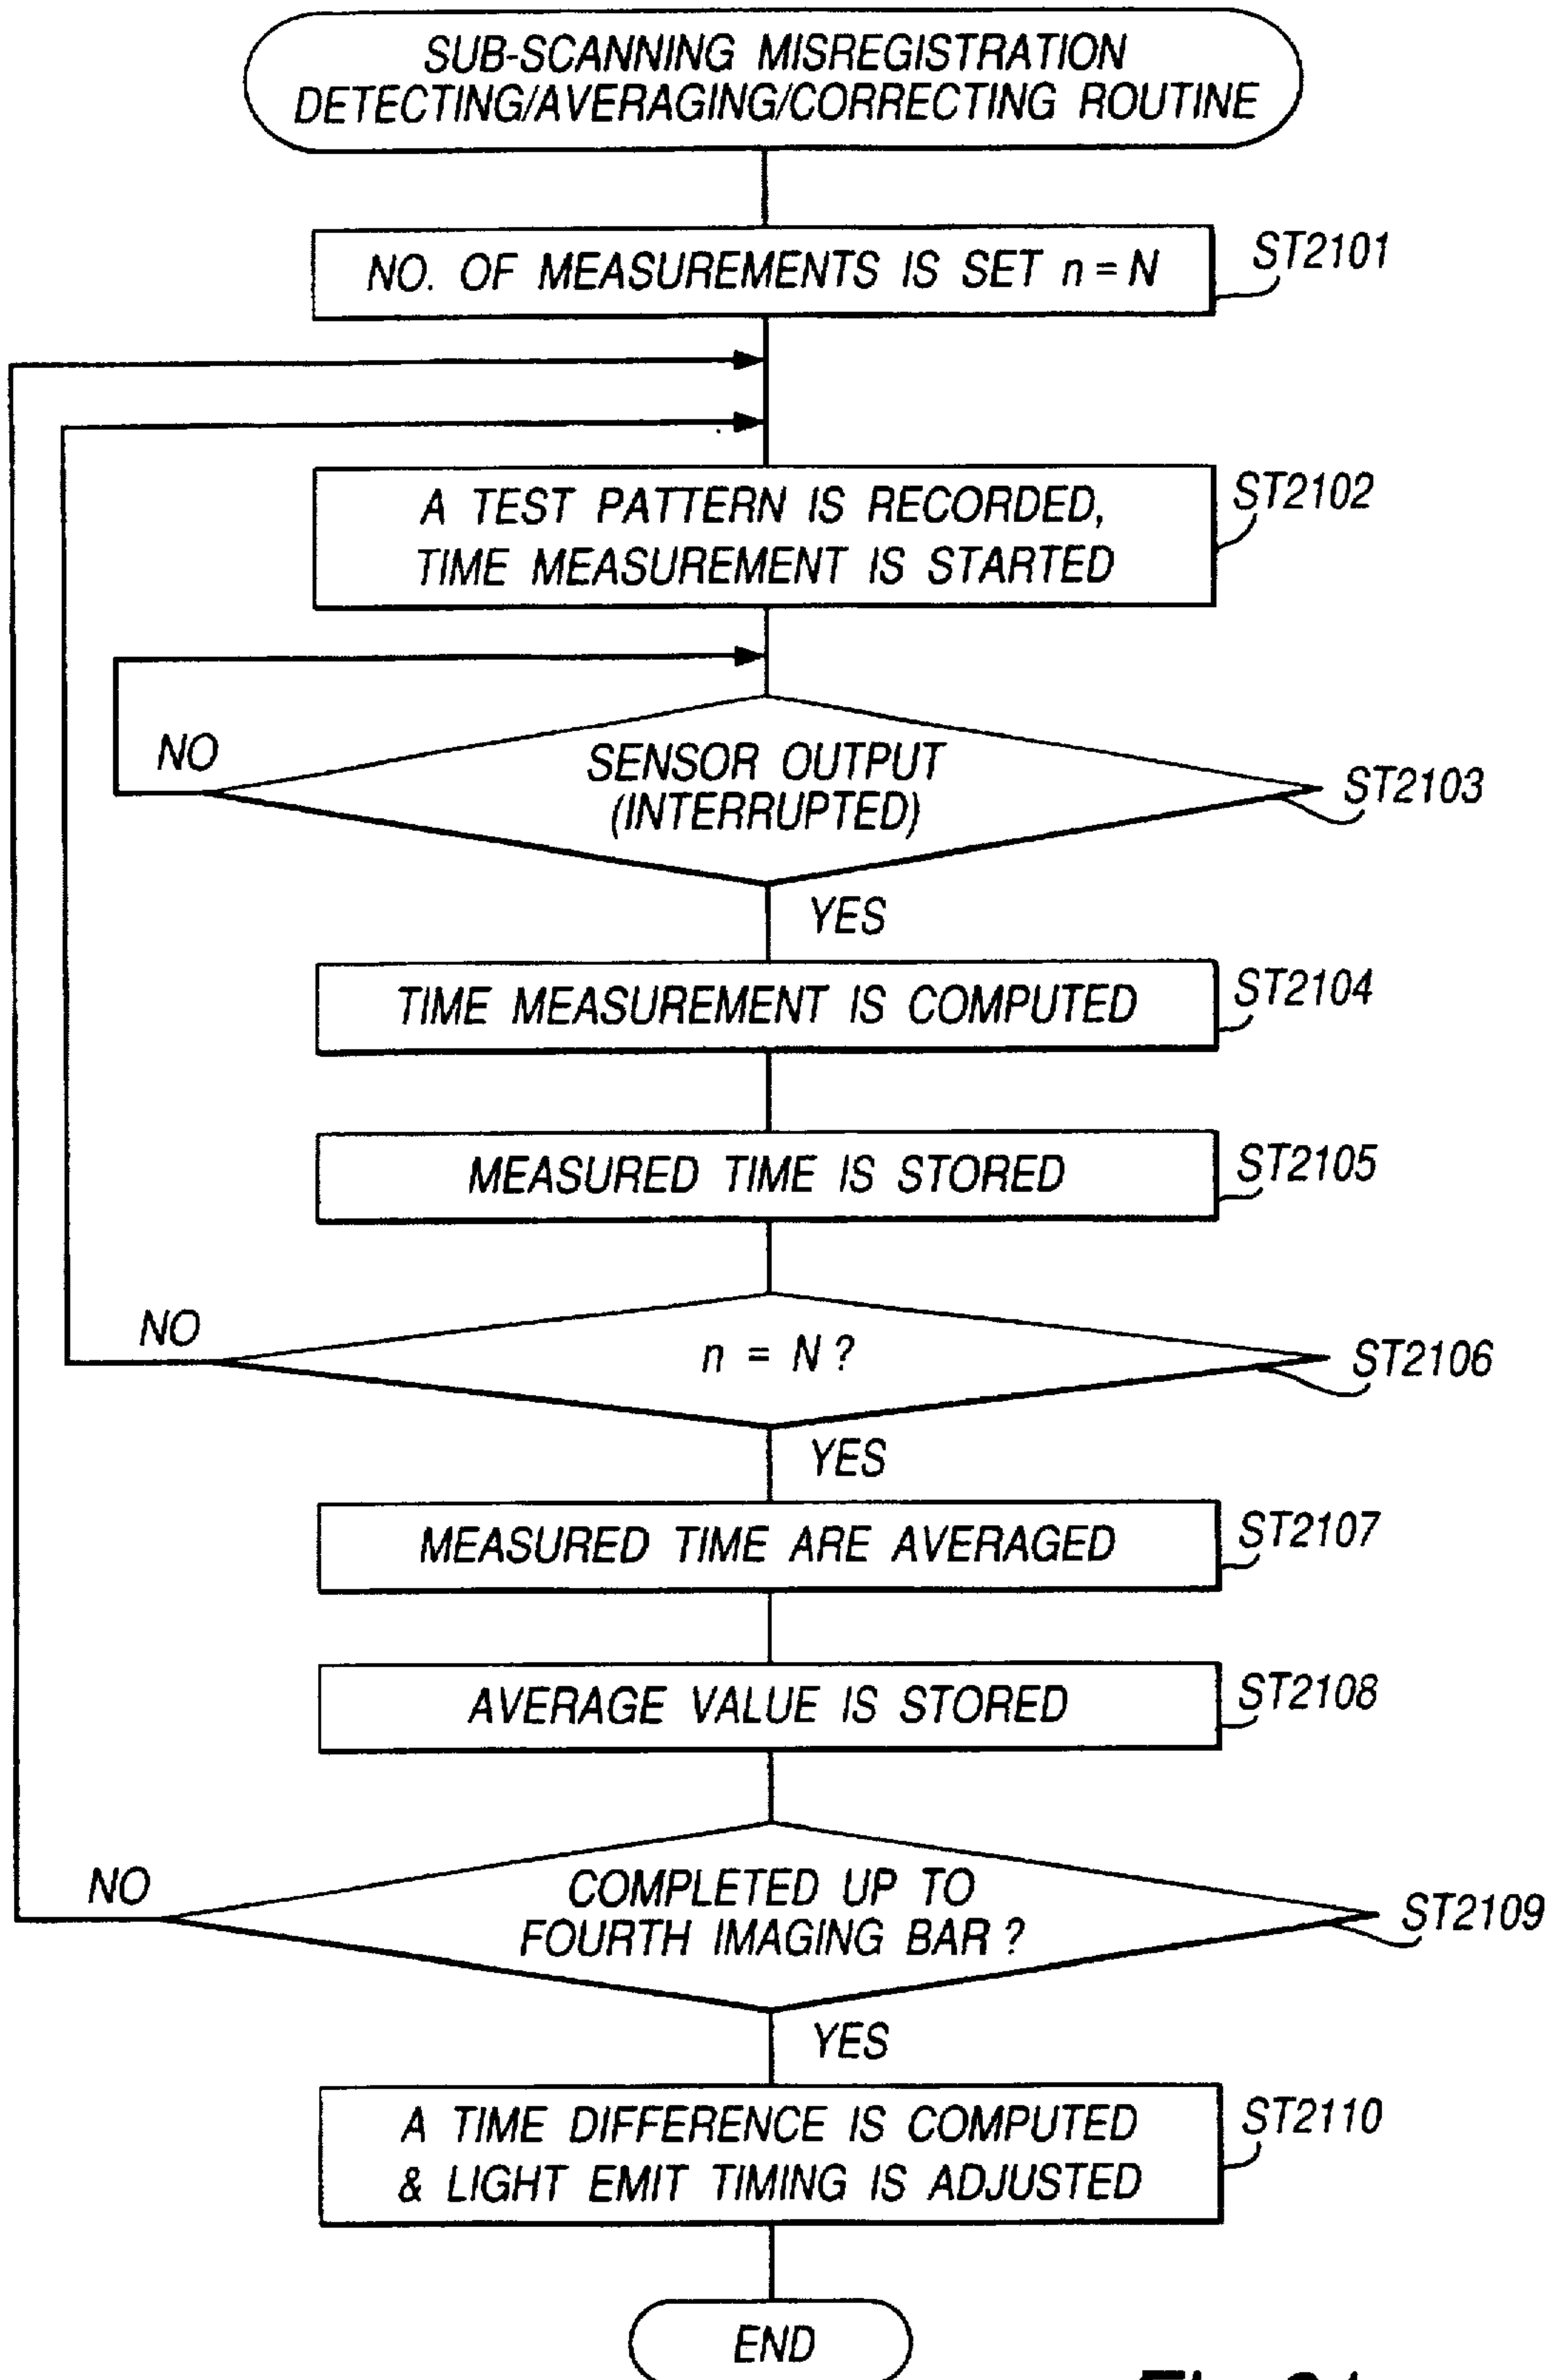 SUB-SCANNING MISREGISTRATION
DETECTING/AVERAGING/CORRECTING ROUTINE
NO. OF MEASUREMENTS IS SET n = N
ST2101
A TEST PATTERN IS RECORDED,
TIME MEASUREMENT IS STARTED
ST2102
NO
SENSOR OUTPUT
(INTERRUPTED)
ST2103
YES
TIME MEASUREMENT IS COMPUTED
ST2104
MEASURED TIME IS STORED
ST2105
NO
n = N ?
ST2106
YES
MEASURED TIME ARE AVERAGED
ST2107
AVERAGE VALUE IS STORED
ST2108
NO
COMPLETED UP TO
FOURTH IMAGING BAR ?
ST2109
YES
A TIME DIFFERENCE IS COMPUTED
& LIGHT EMIT TIMING IS ADJUSTED
ST2110
END